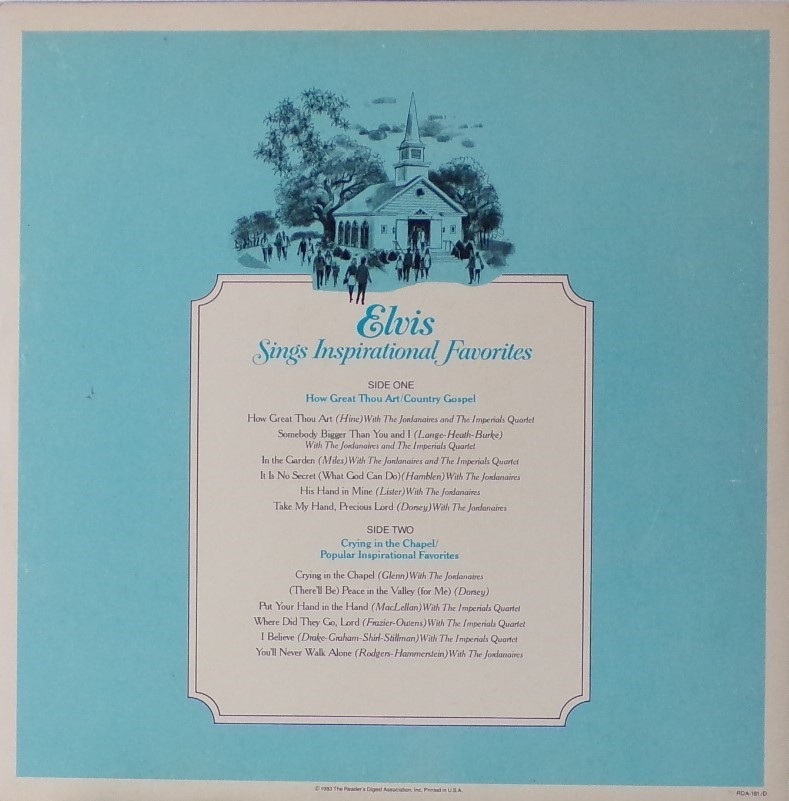 Elvis
Sings Inspirational Favorites
SIDE ONE
How Great Thou Art/Country Gospel
How Great Thou Art (Hine) With The Jordanaires and The Imperials Quartet
Somebody Bigger Than You and I (Lange-Heath-Burke)
With The Jordanaires and The Imperials Quartet
In the Garden (Miles) With The Jordanaires and The Imperials Quartet
It Is No Secret (What God Can Do) (Hamblen) With The Jordanaires
His Hand in Mine (Lister) With The Jordanaires
Take My Hand, Precious Lord (Dorsey) With The Jordanaires
SIDE TWO
Crying in the Chapel/
Popular Inspirational Favorites
Crying in the Chapel (Glenn) With The Jordanaires
(There'll Be) Peace in the Valley (for Me) (Dorsey)
Put Your Hand in the Hand (MacLellan) With The Imperials Quartet
Where Did They Go, Lord (Frazier-Owens) With The Imperials Quartet
I Believe (Drake-Graham-Shirl-Stillman) With The Imperials Quartet
You'll Never Walk Alone (Rodgers-Hammerstein) With The Jordanaires
© 1983 The Reader's Digest Association, Inc. Printed in U.S.A.
RDA-181/D